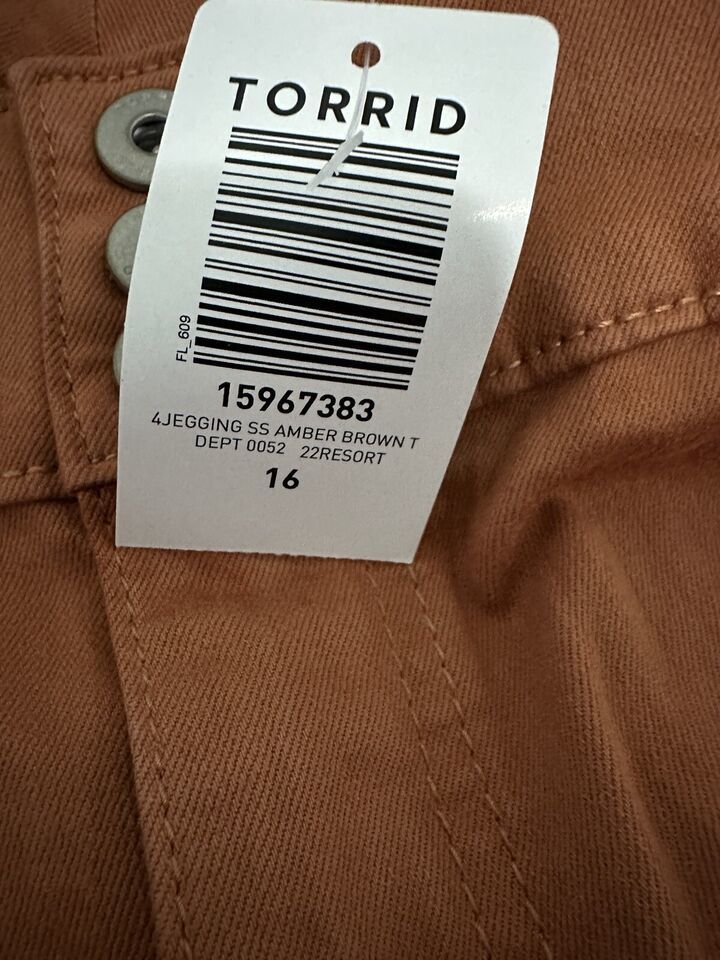 TORRID
FL_609
15967383
4JEGGING SS AMBER BROWN T
DEPT 0052 22RESORT
16